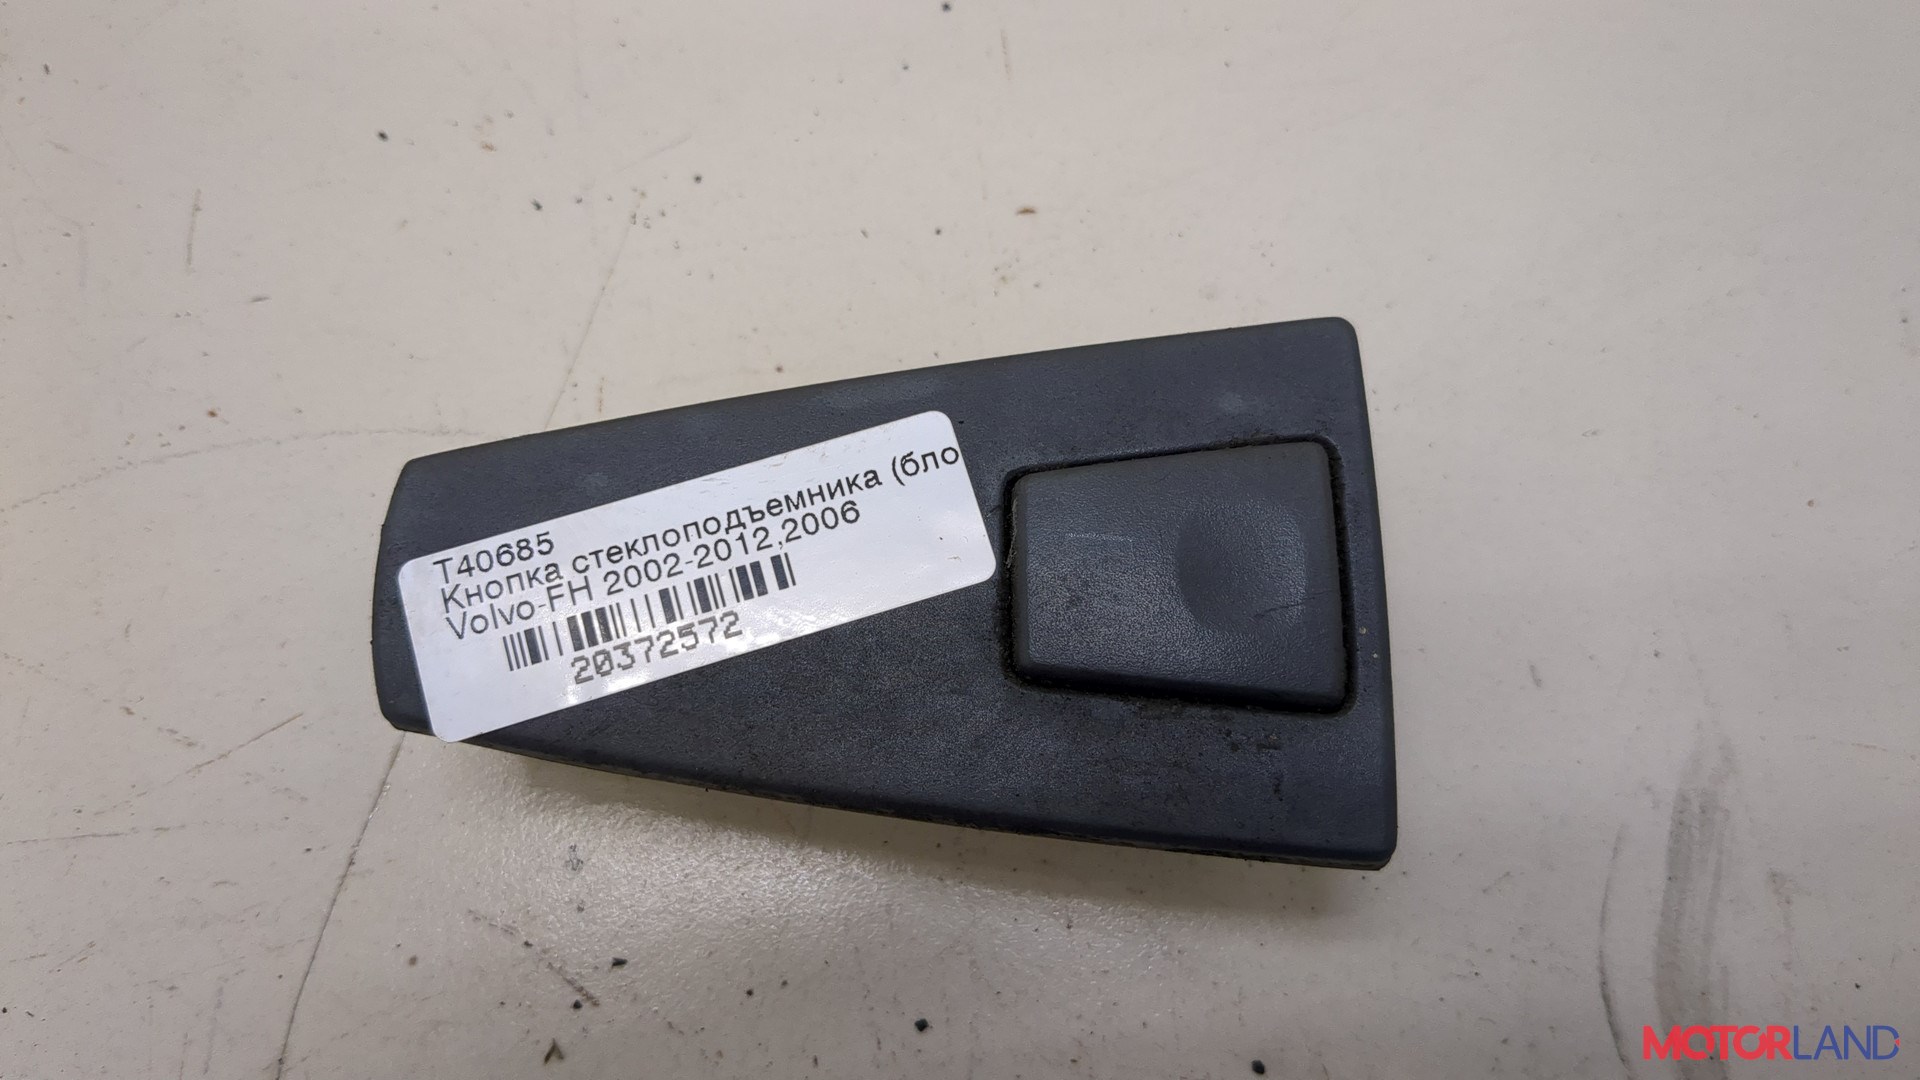 T40685
Кнопка стеклоподъемника (бло
Volvo-FH 2002-2012,2006
20372572
MOTORLAND